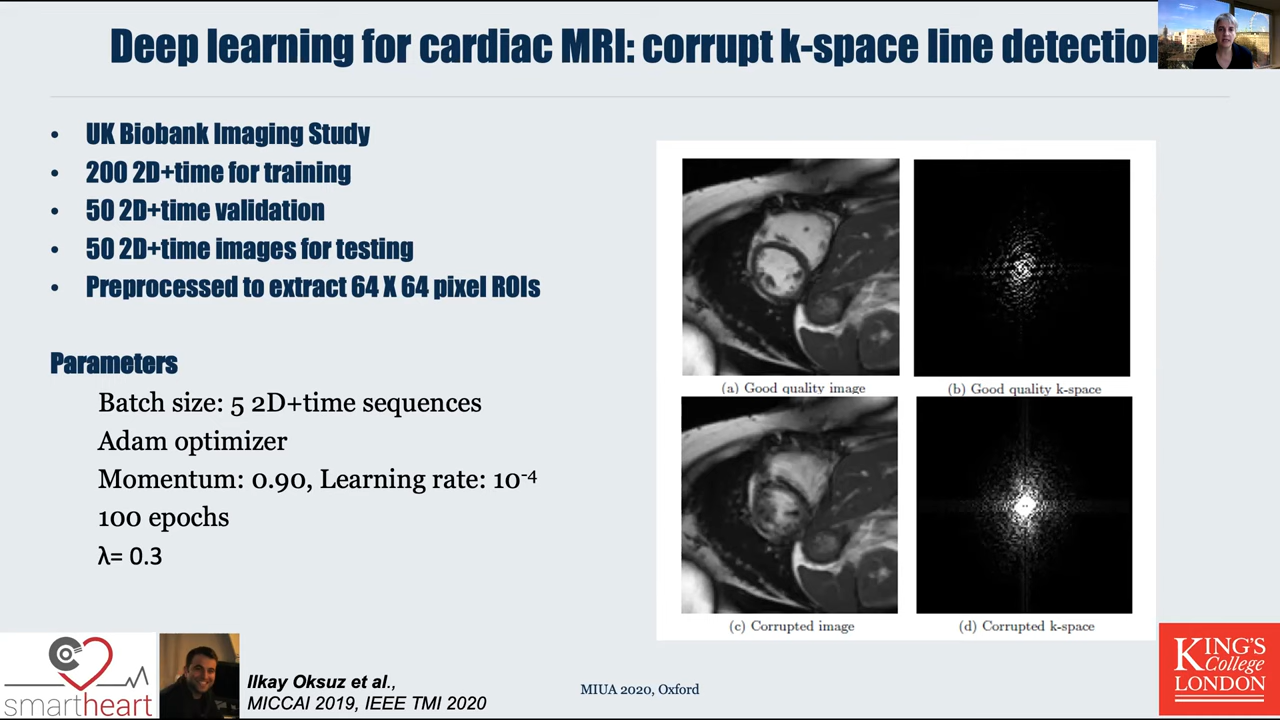 Deep learning for cardiac MRI: corrupt k-space line detection
• UK Biobank Imaging Study
• 200 2D+time for training
• 50 2D+time validation
• 50 2D+time images for testing
• Preprocessed to extract 64 X 64 pixel ROIs
Parameters
Batch size: 5 2D+time sequences
Adam optimizer
Momentum: 0.90, Learning rate: 10⁻⁴
100 epochs
λ= 0.3
(a) Good quality image
(b) Good quality k-space
(c) Corrupted image
(d) Corrupted k-space
smartheart
Ilkay Oksuz et al.,
MICCAI 2019, IEEE TMI 2020
MIUA 2020, Oxford
KING'S
College
LONDON